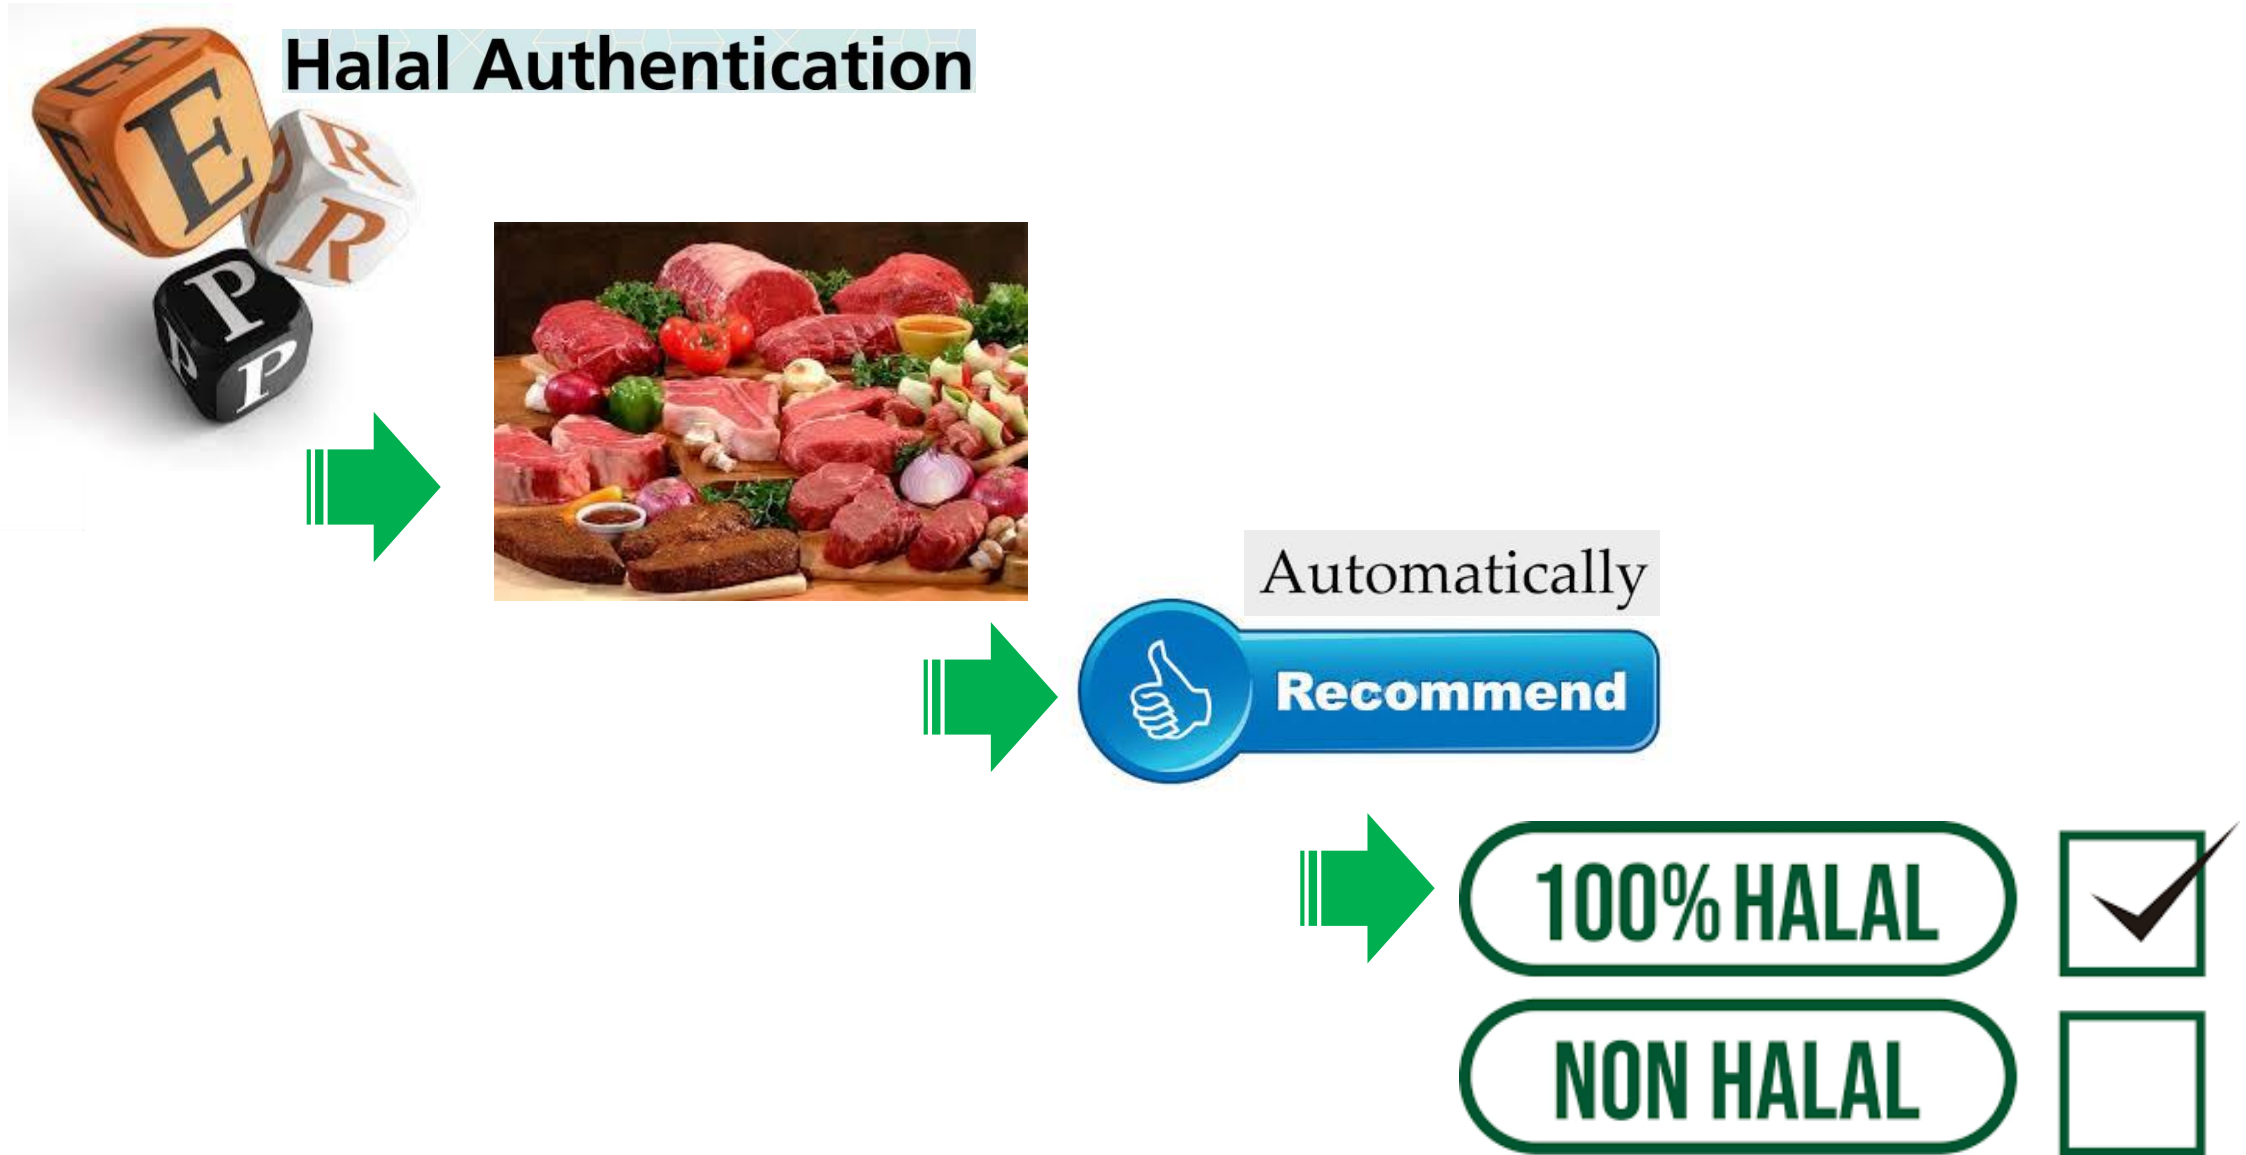 Halal Authentication
E
E
E
R
R
P
P
P
Automatically
Recommend
100% HALAL
NON HALAL